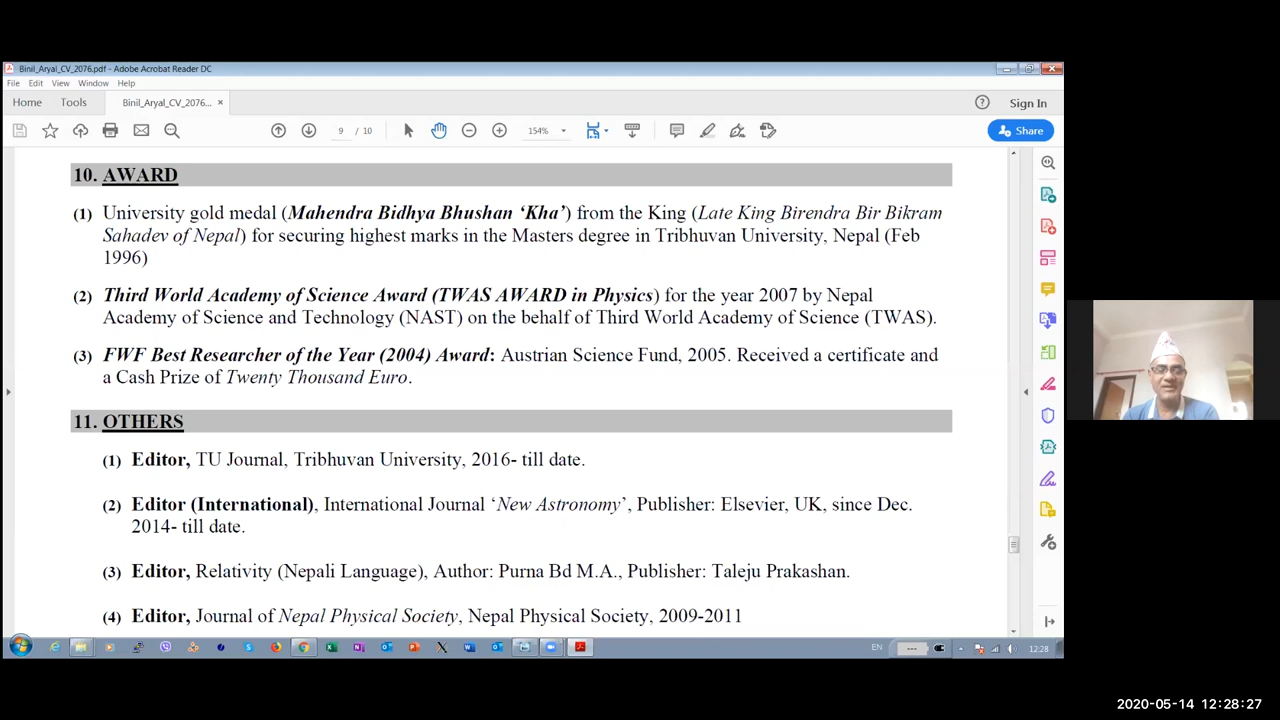 Binil_Aryal_CV_2076.pdf - Adobe Acrobat Reader DC
File Edit View Window Help
Home Tools Binil_Aryal_CV_2076... × Sign In
9 / 10 154% Share
10. AWARD
(1) University gold medal (Mahendra Bidhya Bhushan ‘Kha’) from the King (Late King Birendra Bir Bikram
Sahadev of Nepal) for securing highest marks in the Masters degree in Tribhuvan University, Nepal (Feb
1996)
(2) Third World Academy of Science Award (TWAS AWARD in Physics) for the year 2007 by Nepal
Academy of Science and Technology (NAST) on the behalf of Third World Academy of Science (TWAS).
(3) FWF Best Researcher of the Year (2004) Award: Austrian Science Fund, 2005. Received a certificate and
a Cash Prize of Twenty Thousand Euro.
11. OTHERS
(1) Editor, TU Journal, Tribhuvan University, 2016- till date.
(2) Editor (International), International Journal ‘New Astronomy’, Publisher: Elsevier, UK, since Dec.
2014- till date.
(3) Editor, Relativity (Nepali Language), Author: Purna Bd M.A., Publisher: Taleju Prakashan.
(4) Editor, Journal of Nepal Physical Society, Nepal Physical Society, 2009-2011
EN 12:28
2020-05-14 12:28:27